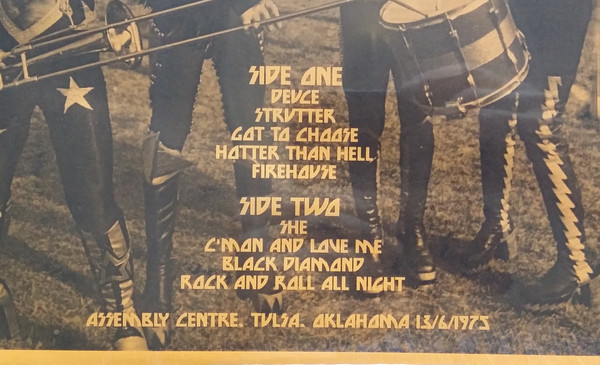 SIDE ONE
DEUCE
STRUTTER
GOT TO CHOOSE
HOTTER THAN HELL
FIREHOUSE
SIDE TWO
SHE
C'MON AND LOVE ME
BLACK DIAMOND
ROCK AND ROLL ALL NIGHT
ASSEMBLY CENTRE. TULSA. OKLAHOMA 13/6/1975